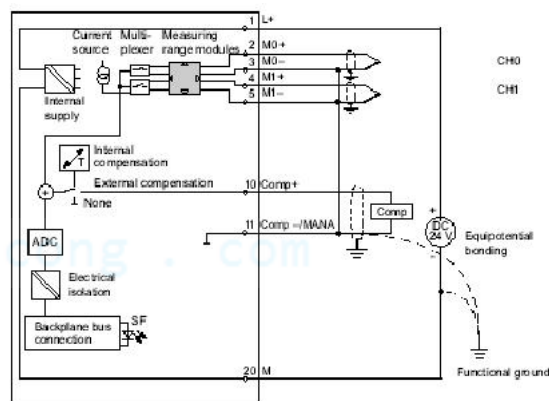 1 L+
Current source
Multi-plexer
Measuring range modules
2 M0+
3 M0−
4 M1+
5 M1−
CH0
CH1
Internal supply
Internal compensation
T
External compensation
None
10 Comp+
11 Comp −/MANA
Comp
+
ADC
DC 24 V
+
-
Equipotential bonding
cong . com
Electrical isolation
Backplane bus connection
SF
20 M
Functional ground